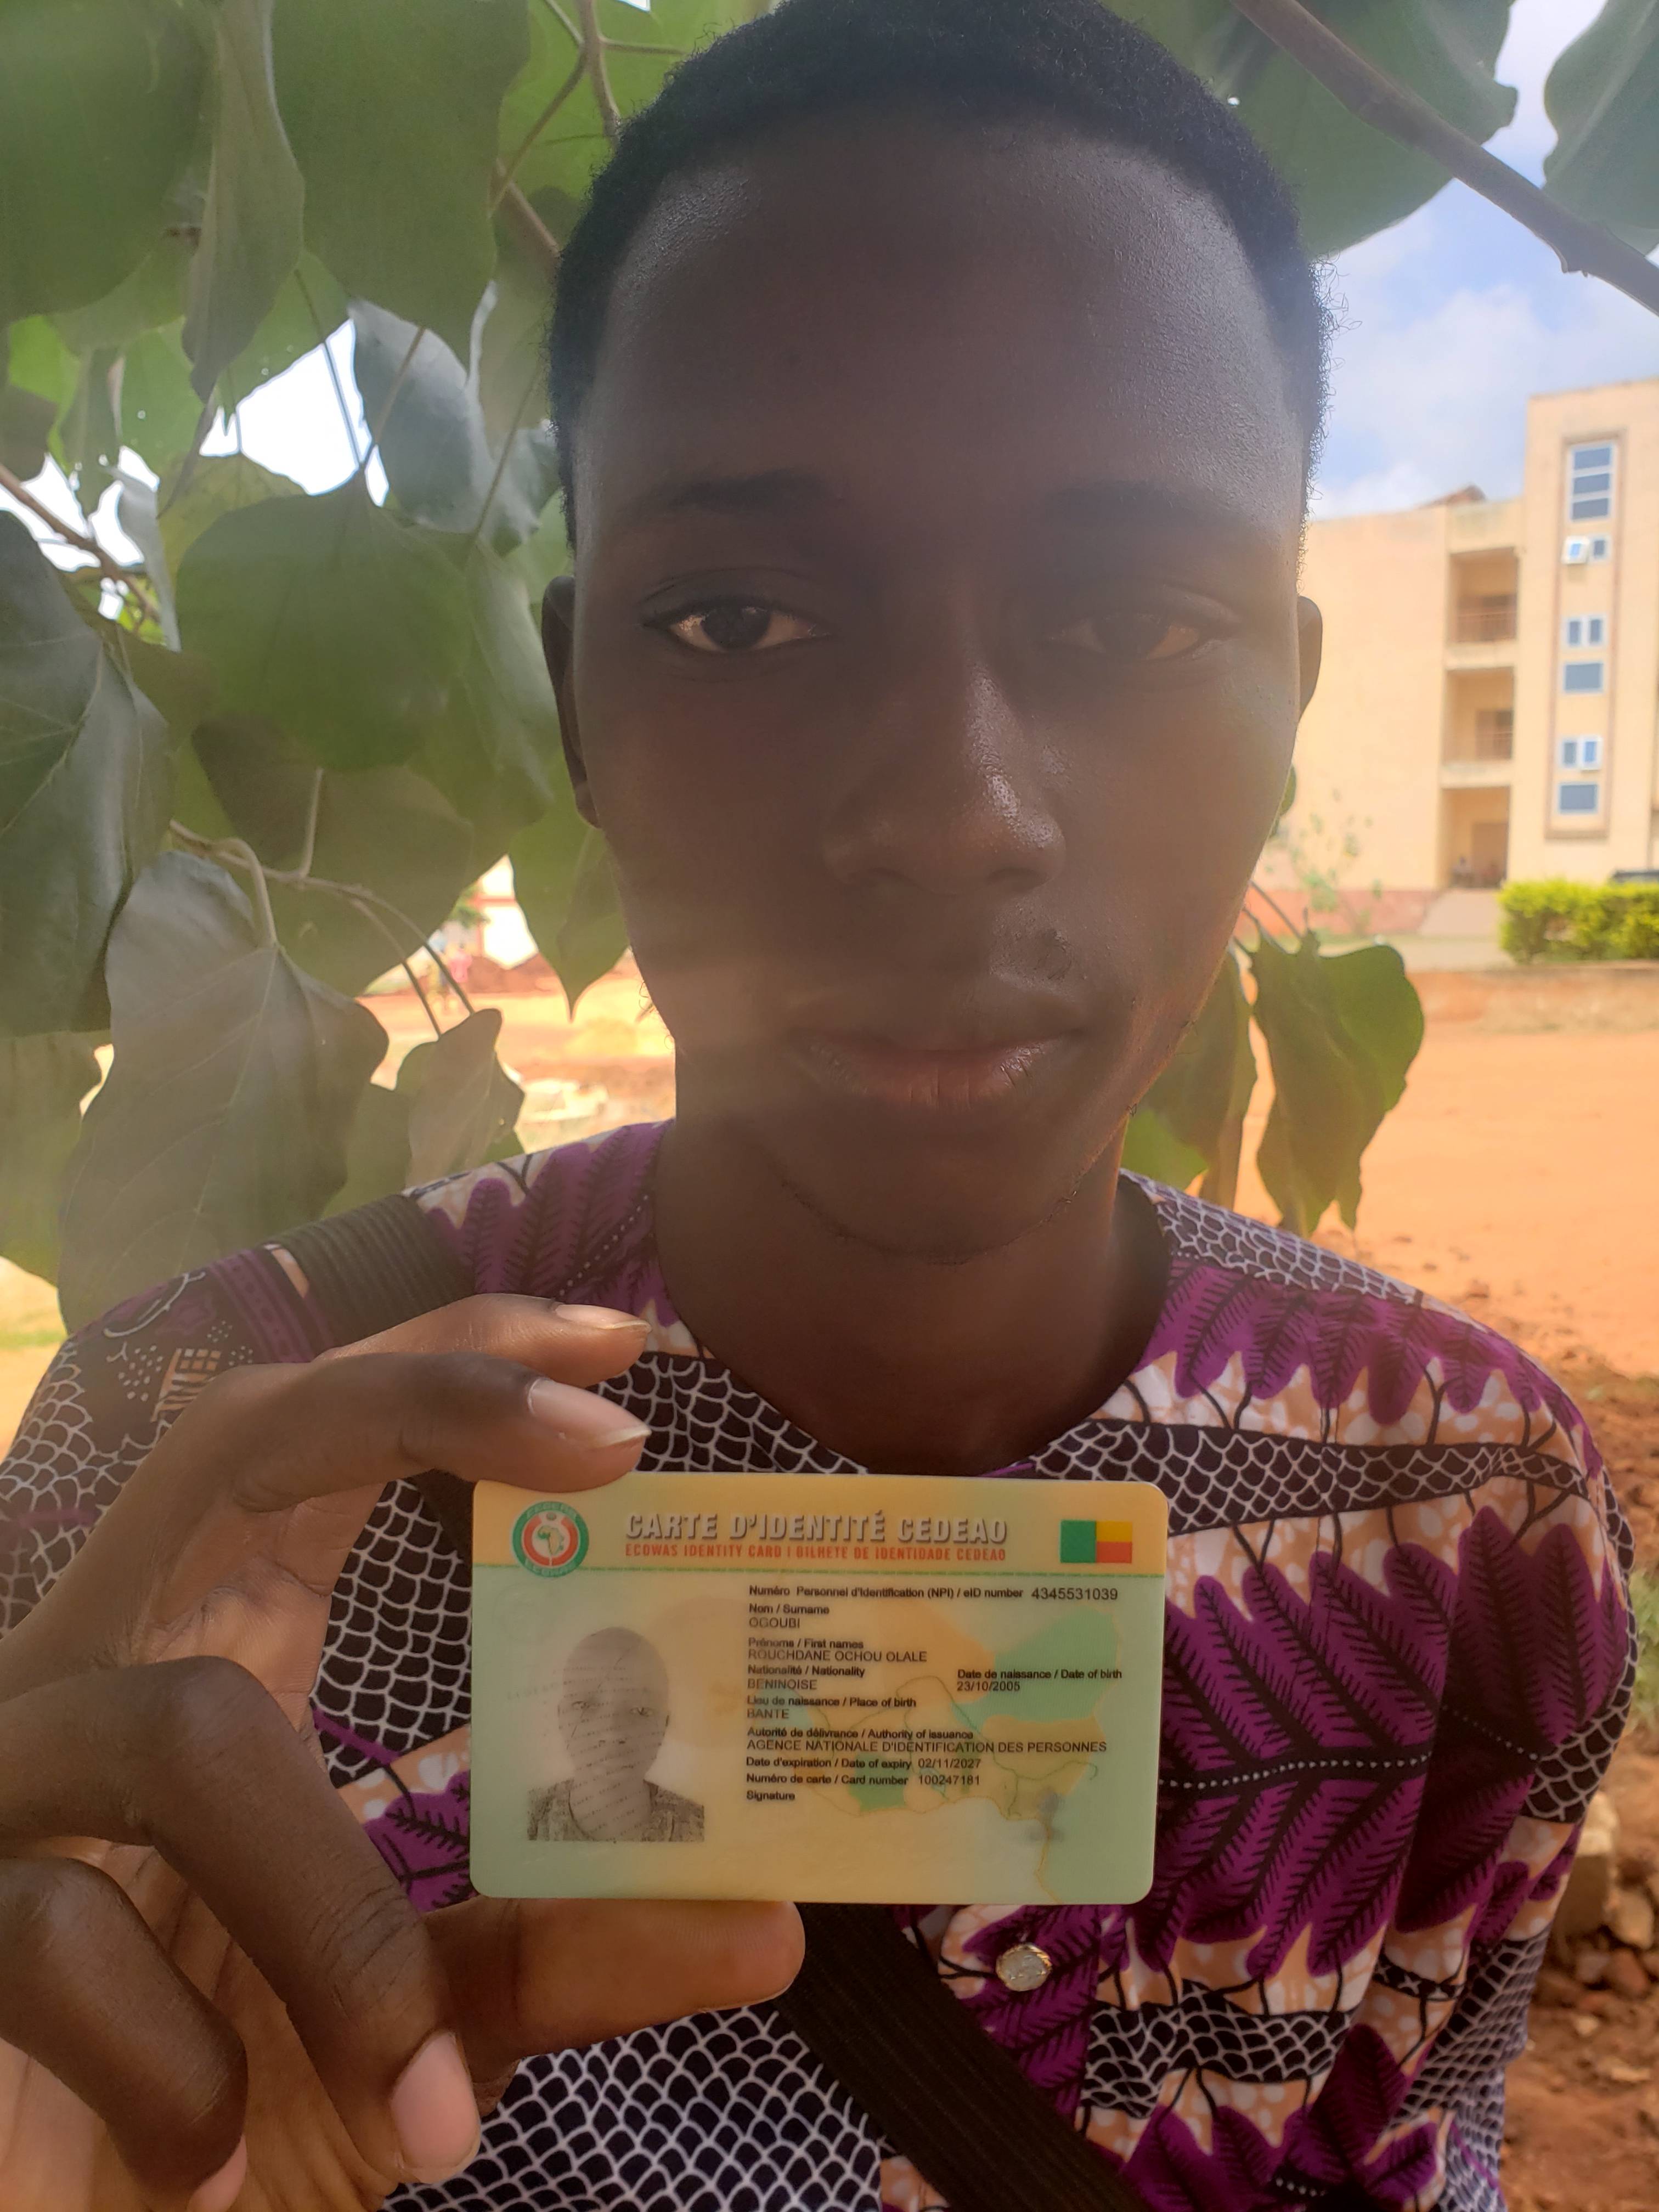 CARTE D'IDENTITÉ CEDEAO
ECOWAS IDENTITY CARD | BILHETE DE IDENTIDADE CEDEAO
Numéro Personnel d'Identification (NPI) / eID number 4345531039
Nom / Surname
OGOUBI
Prénoms / First names
ROUCHDANE OCHOU OLALE
Nationalité / Nationality
BENINOISE
Date de naissance / Date of birth
23/10/2005
Lieu de naissance / Place of birth
BANTE
Autorité de délivrance / Authority of issuance
AGENCE NATIONALE D'IDENTIFICATION DES PERSONNES
Date d'expiration / Date of expiry 02/11/2027
Numéro de carte / Card number 100247181
Signature